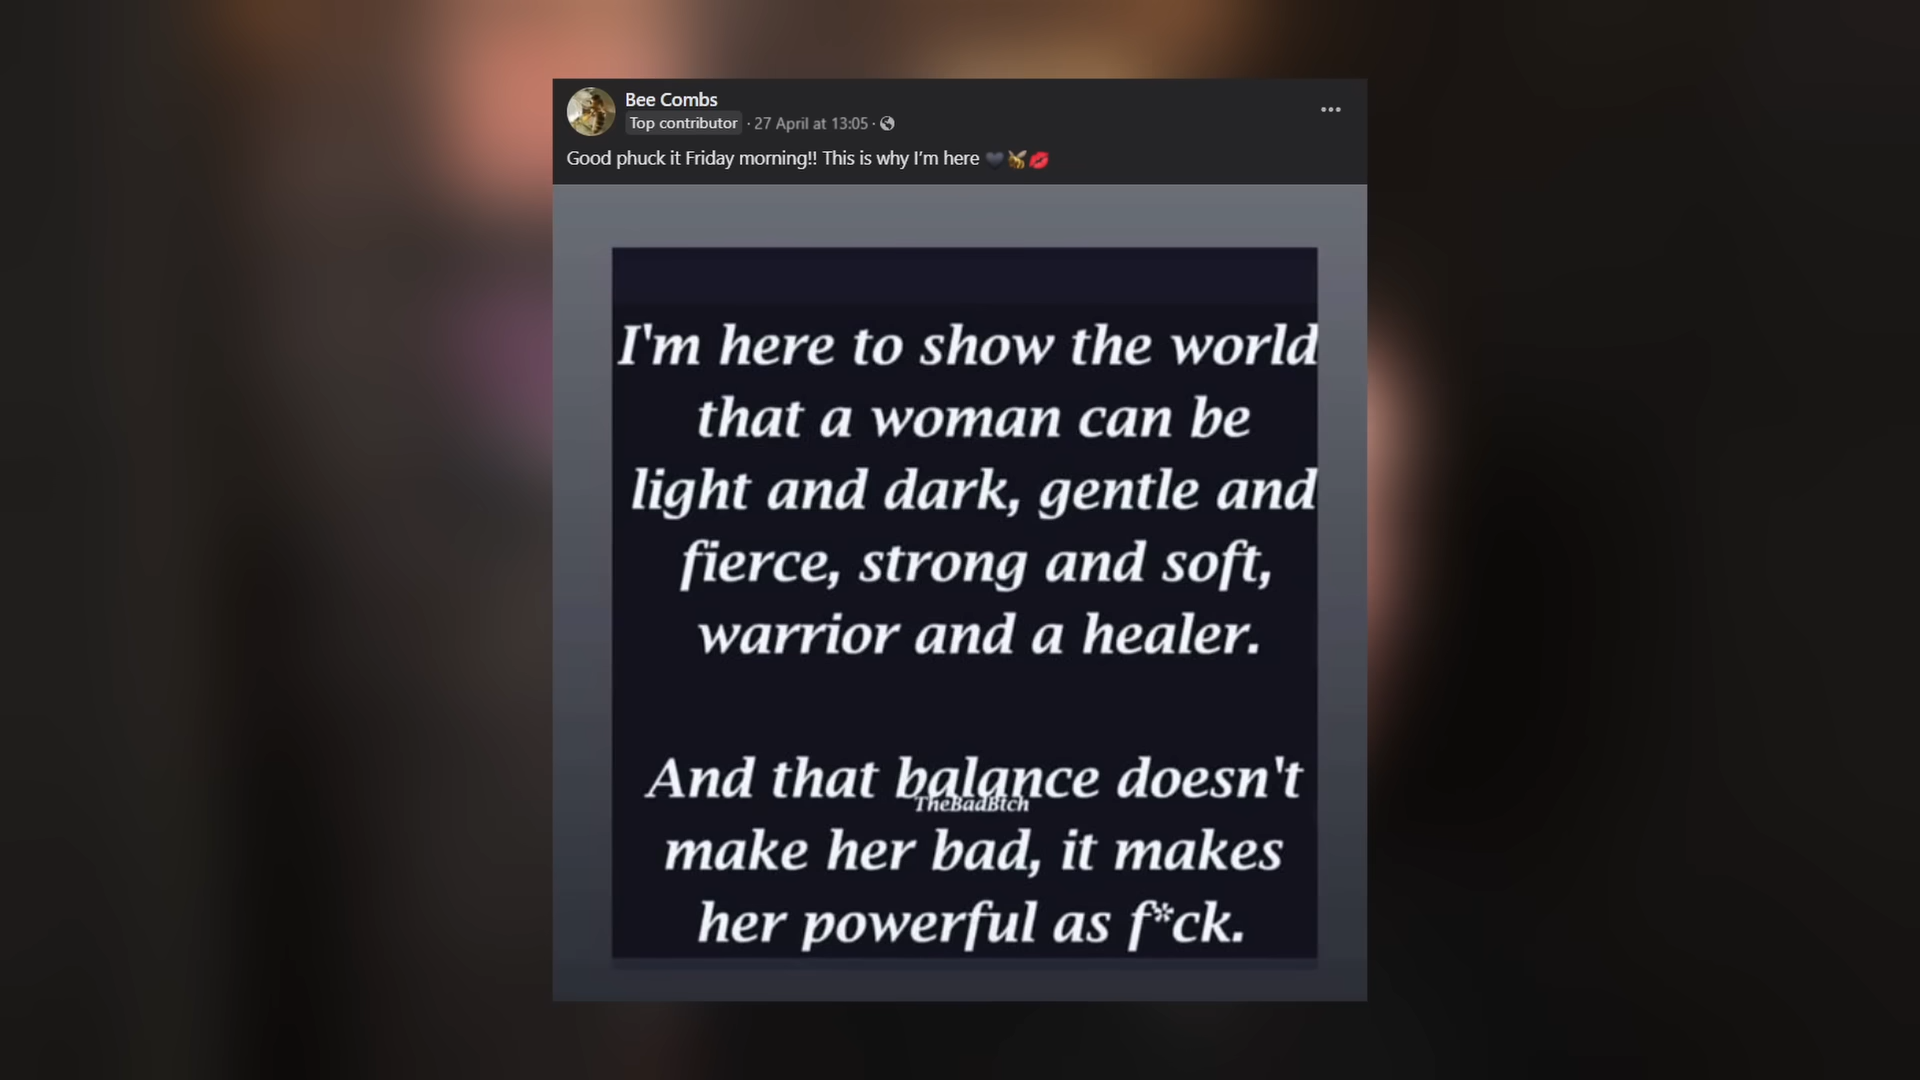 Bee Combs
Top contributor · 27 April at 13:05 ·
Good phuck it Friday morning!! This is why I'm here 🖤🐝💋
I'm here to show the world
that a woman can be
light and dark, gentle and
fierce, strong and soft,
warrior and a healer.
And that balance doesn't
TheBadBtch
make her bad, it makes
her powerful as f*ck.